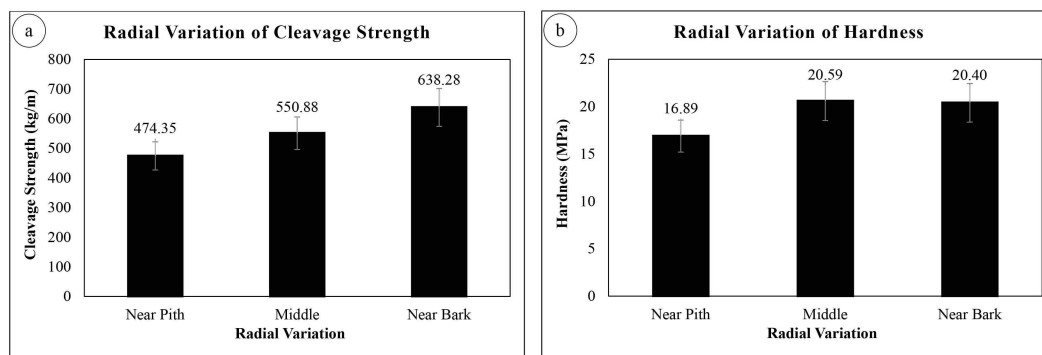 a
Radial Variation of Cleavage Strength
Cleavage Strength (kg/m)
800
700
600
500
400
300
200
100
0
474.35
550.88
638.28
Near Pith
Middle
Near Bark
Radial Variation
b
Radial Variation of Hardness
Hardness (MPa)
25
20
15
10
5
0
16.89
20.59
20.40
Near Pith
Middle
Near Bark
Radial Variation